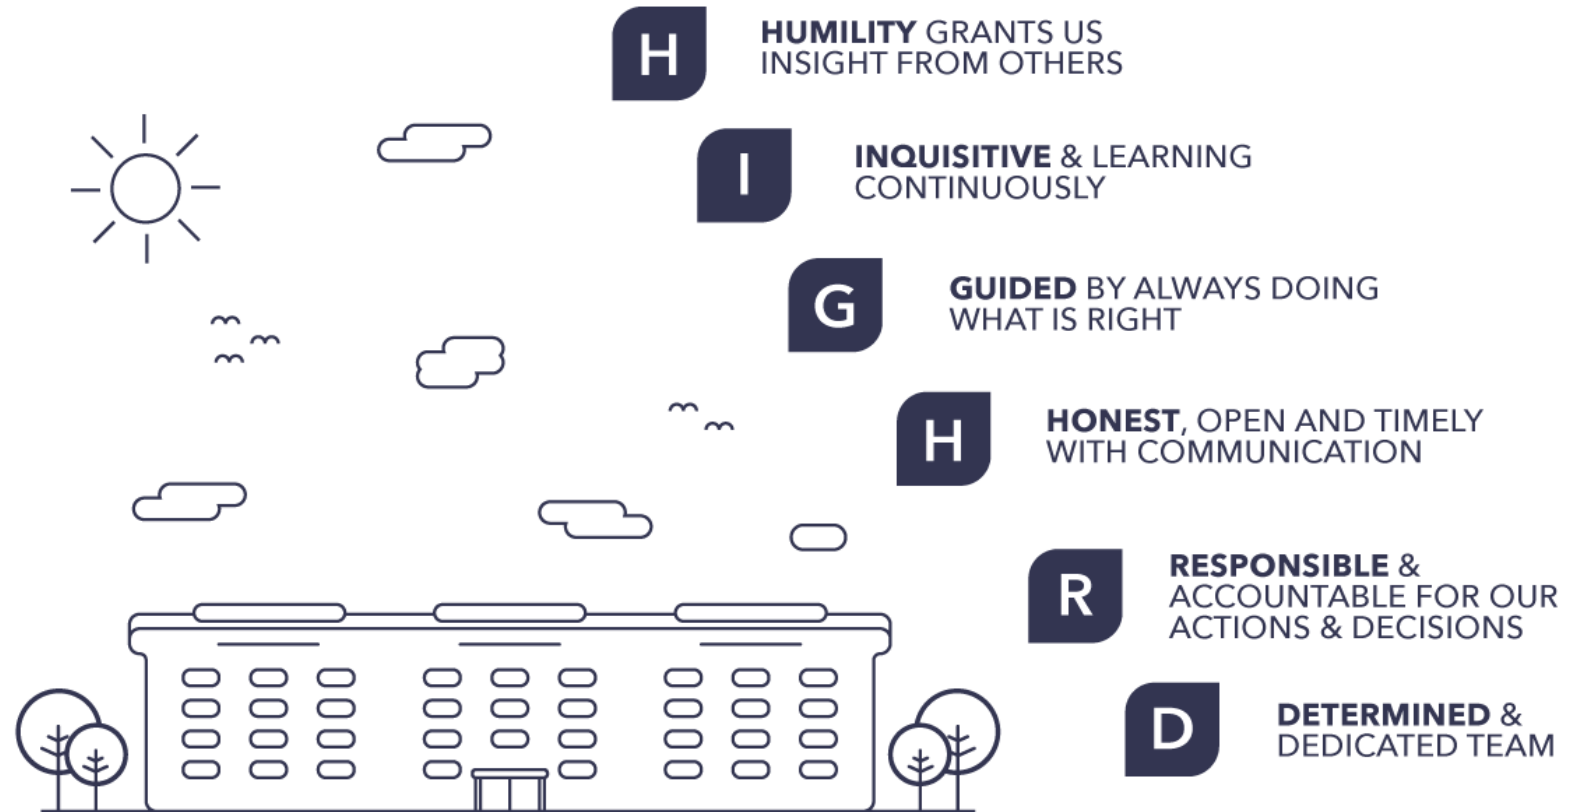 H
HUMILITY GRANTS US
INSIGHT FROM OTHERS
I
INQUISITIVE & LEARNING
CONTINUOUSLY
G
GUIDED BY ALWAYS DOING
WHAT IS RIGHT
H
HONEST, OPEN AND TIMELY
WITH COMMUNICATION
R
RESPONSIBLE &
ACCOUNTABLE FOR OUR
ACTIONS & DECISIONS
D
DETERMINED &
DEDICATED TEAM